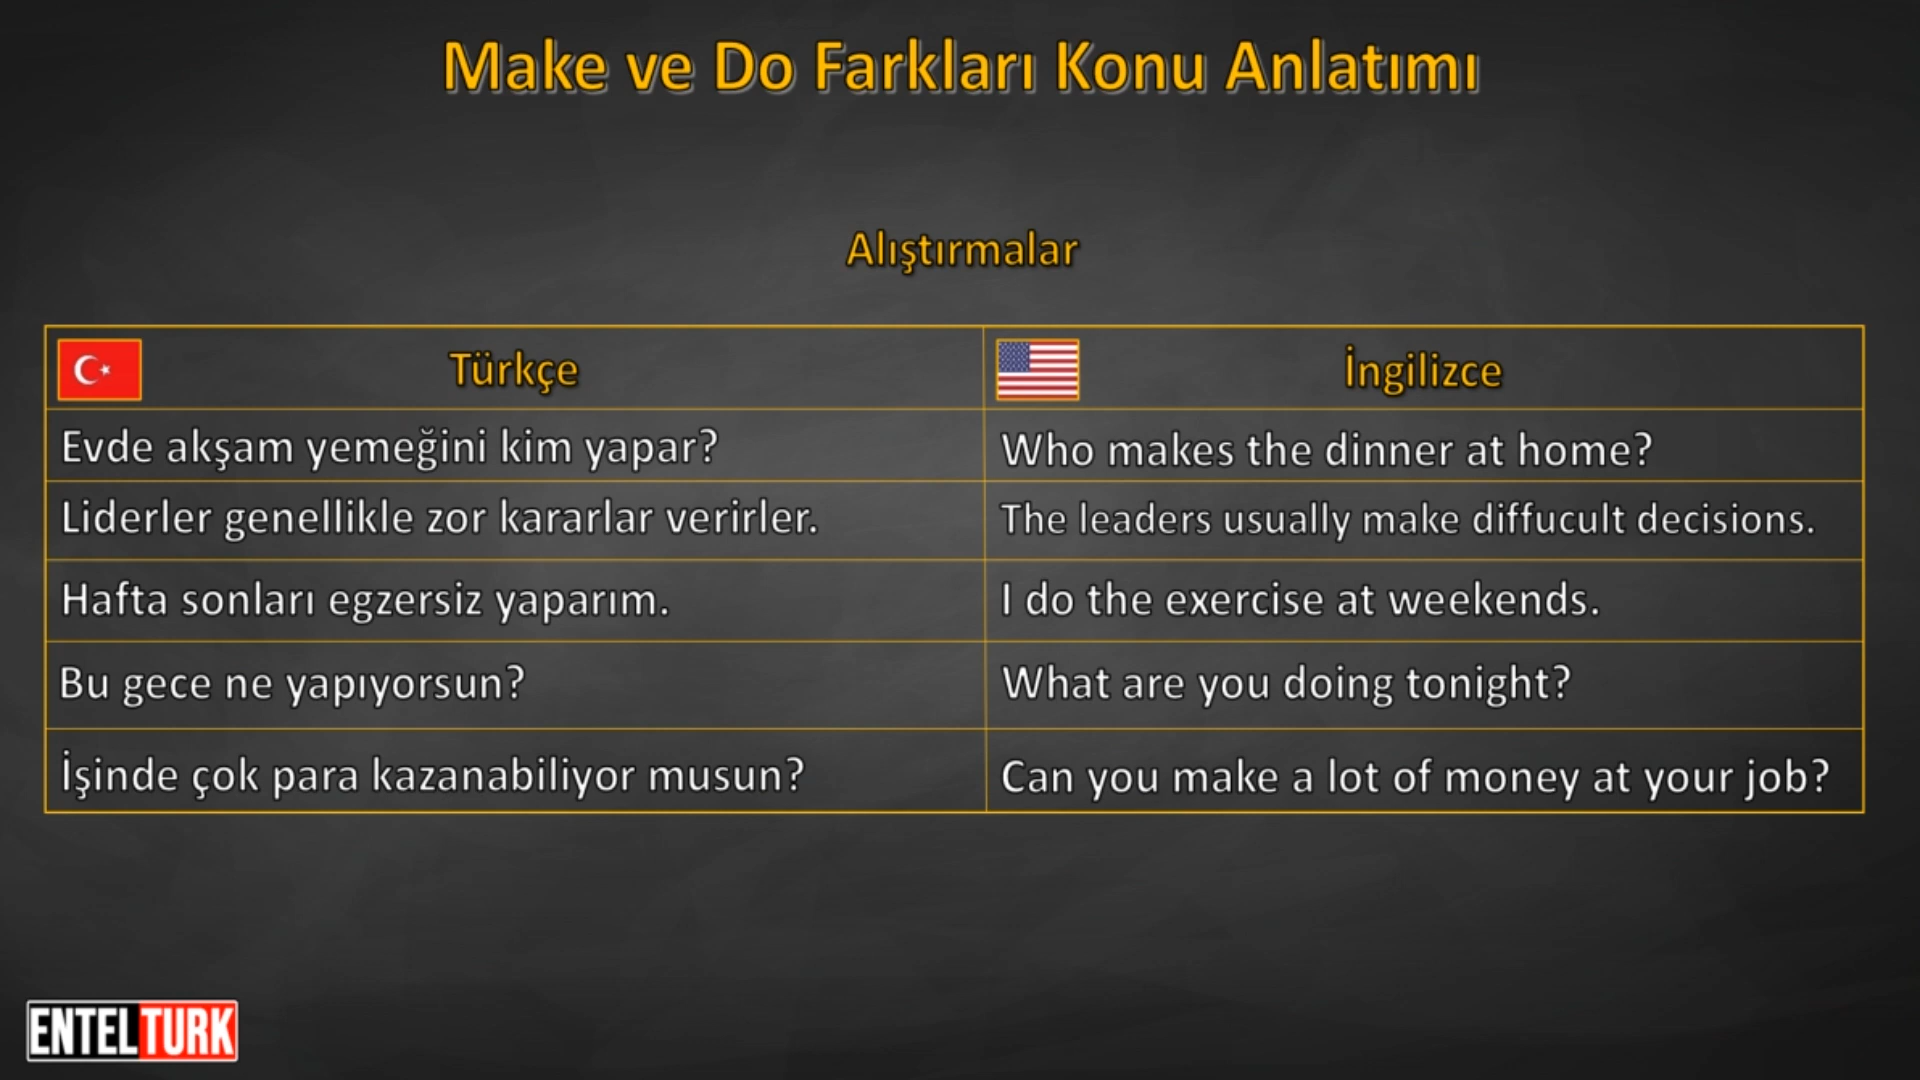 Make ve Do Farkları Konu Anlatımı
Alıştırmalar
Türkçe
İngilizce
Evde akşam yemeğini kim yapar?
Who makes the dinner at home?
Liderler genellikle zor kararlar verirler.
The leaders usually make diffucult decisions.
Hafta sonları egzersiz yaparım.
I do the exercise at weekends.
Bu gece ne yapıyorsun?
What are you doing tonight?
İşinde çok para kazanabiliyor musun?
Can you make a lot of money at your job?
ENTELTURK